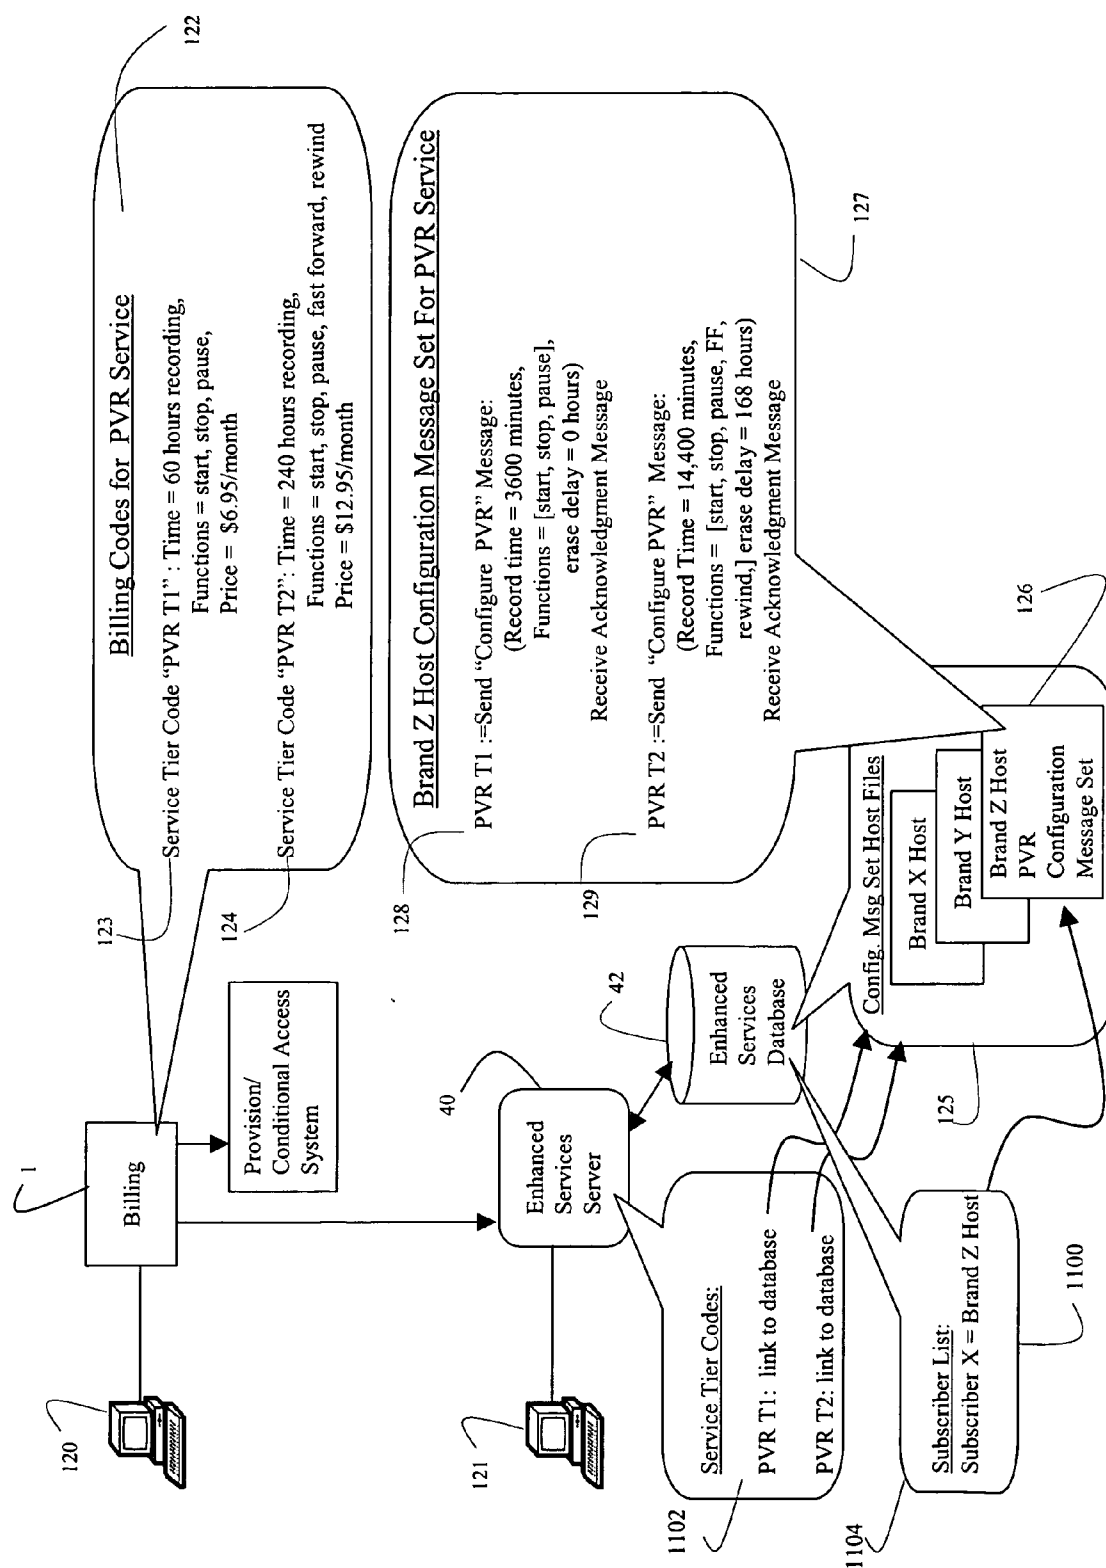 122
Billing Codes for PVR Service
Service Tier Code “PVR T1” : Time = 60 hours recording,
Functions = start, stop, pause,
Price = $6.95/month
Service Tier Code “PVR T2”: Time = 240 hours recording,
Functions = start, stop, pause, fast forward, rewind
Price = $12.95/month
123
124
Brand Z Host Configuration Message Set For PVR Service
PVR T1 :=Send “Configure PVR” Message:
(Record time = 3600 minutes,
Functions = [start, stop, pause],
erase delay = 0 hours)
Receive Acknowledgment Message
PVR T2 :=Send “Configure PVR” Message:
(Record Time = 14,400 minutes,
Functions = [start, stop, pause, FF,
rewind,] erase delay = 168 hours)
Receive Acknowledgment Message
127
128
129
1
Billing
Provision/
Conditional Access
System
120
121
40
Enhanced
Services
Server
42
Enhanced
Services
Database
Config. Msg Set Host Files
Brand X Host
Brand Y Host
Brand Z Host
PVR
Configuration
Message Set
126
125
Service Tier Codes:
PVR T1: link to database
PVR T2: link to database
1102
Subscriber List:
Subscriber X = Brand Z Host
1104
1100